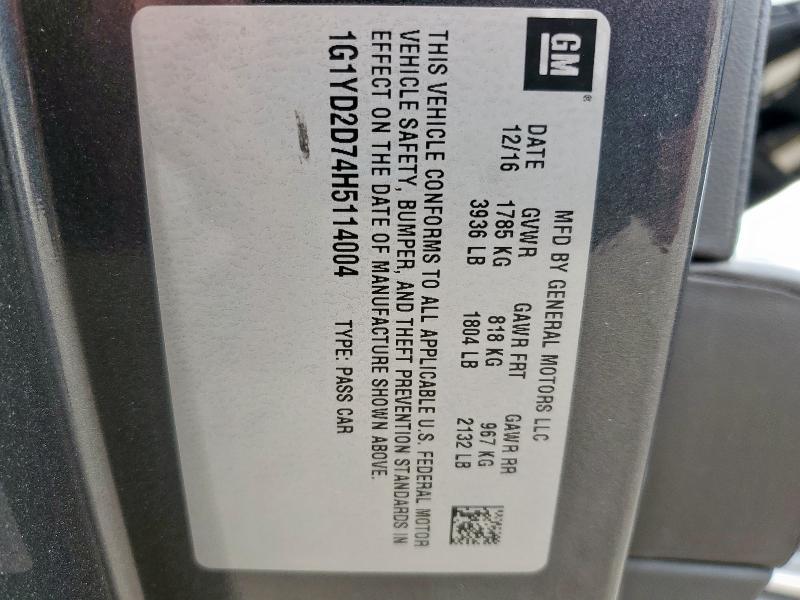 GM ®
MFD BY GENERAL MOTORS LLC
DATE GVWR GAWR FRT GAWR RR
12/16 1785 KG 818 KG 967 KG
3936 LB 1804 LB 2132 LB
THIS VEHICLE CONFORMS TO ALL APPLICABLE U.S. FEDERAL MOTOR
VEHICLE SAFETY, BUMPER, AND THEFT PREVENTION STANDARDS IN
EFFECT ON THE DATE OF MANUFACTURE SHOWN ABOVE.
1G1YD2D74H5114004 TYPE: PASS CAR